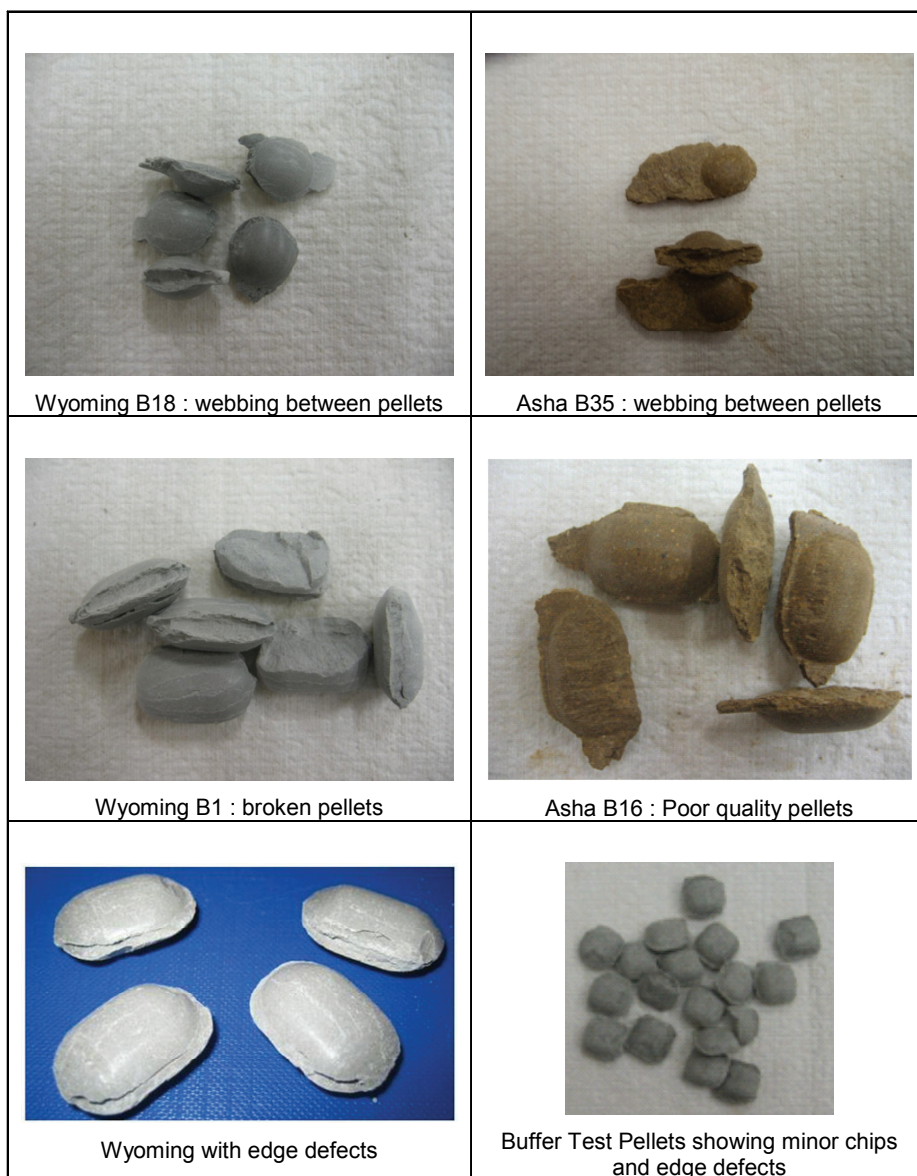 Wyoming B18 : webbing between pellets
Asha B35 : webbing between pellets
Wyoming B1 : broken pellets
Asha B16 : Poor quality pellets
Wyoming with edge defects
Buffer Test Pellets showing minor chips
and edge defects